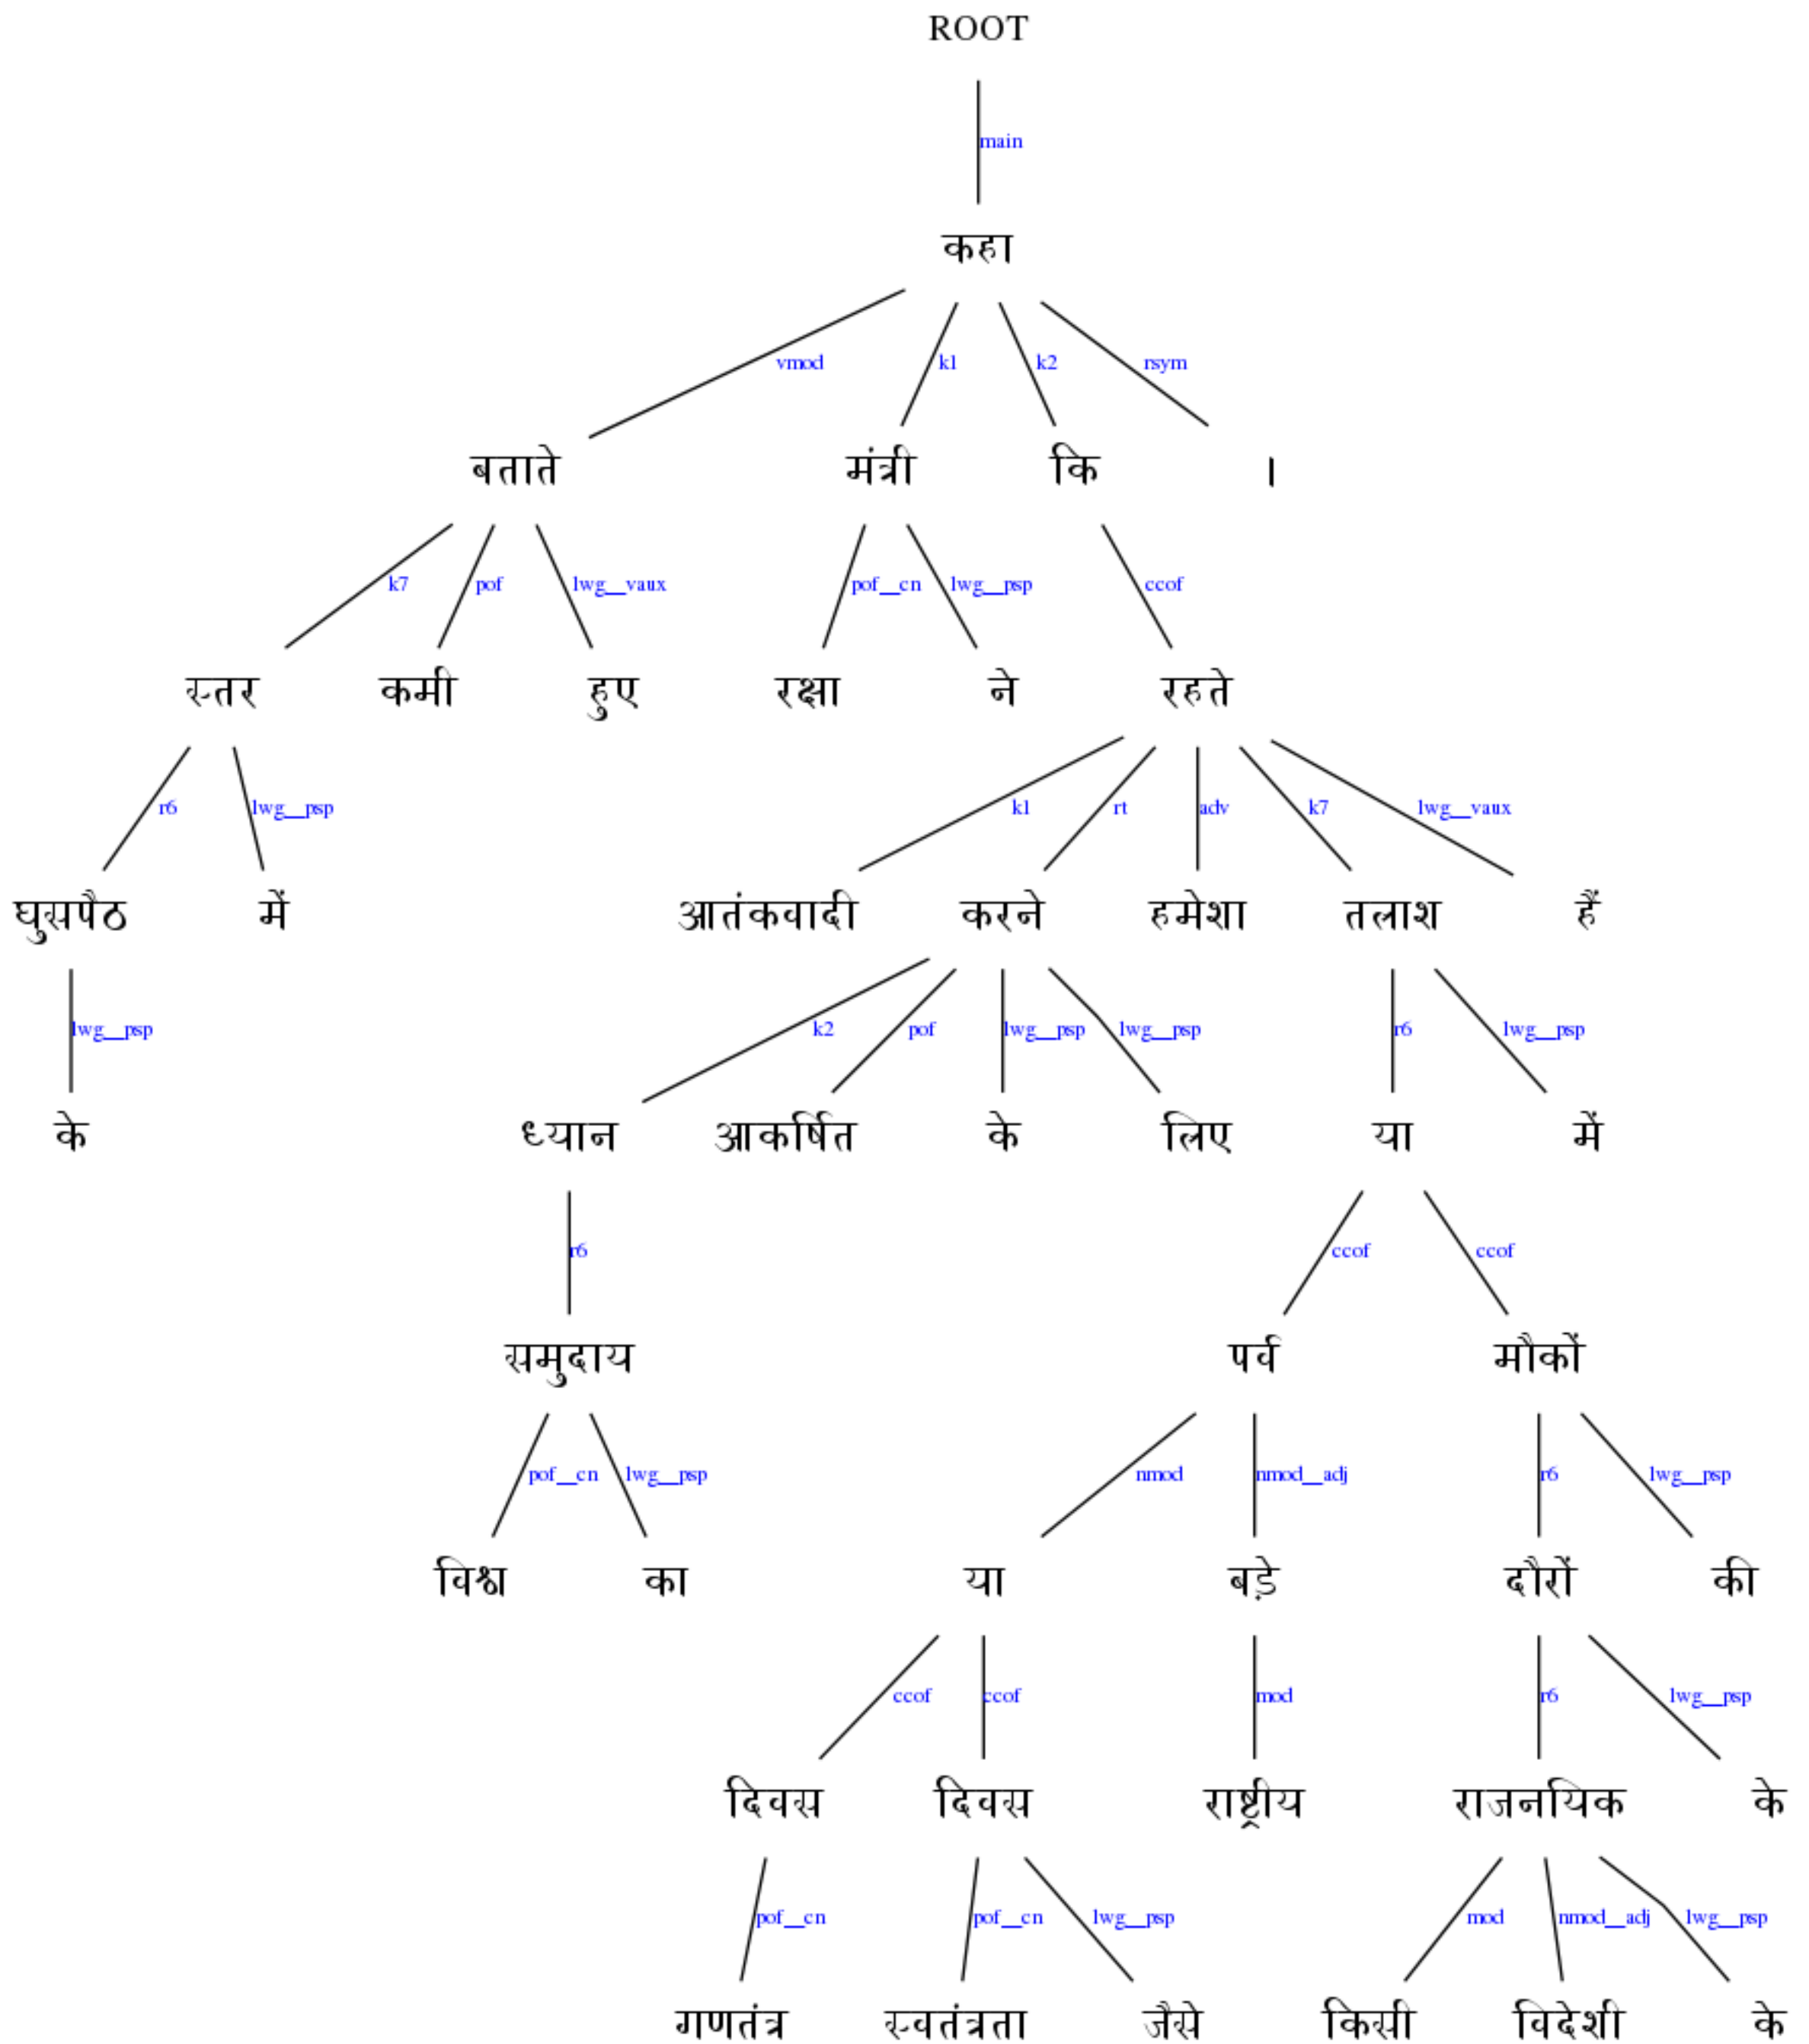 ROOT
main
कहा
vmod k1 k2 rsym
बताते मंत्री कि ।
k7 pof lwg__vaux pof__cn lwg__psp ccof
स्तर कमी हुए रक्षा ने रहते
r6 lwg__psp k1 rt adv k7 lwg__vaux
घुसपैठ में आतंकवादी करने हमेशा तलाश हैं
lwg__psp k2 pof lwg__psp lwg__psp r6 lwg__psp
के ध्यान आकर्षित के लिए या में
r6 ccof ccof
समुदाय पर्व मौकों
pof__cn lwg__psp nmod nmod__adj r6 lwg__psp
विश्व का या बड़े दौरों की
ccof ccof mod r6 lwg__psp
दिवस दिवस राष्ट्रीय राजनयिक के
pof__cn pof__cn lwg__psp mod nmod__adj lwg__psp
गणतंत्र स्वतंत्रता जैसे किसी विदेशी के